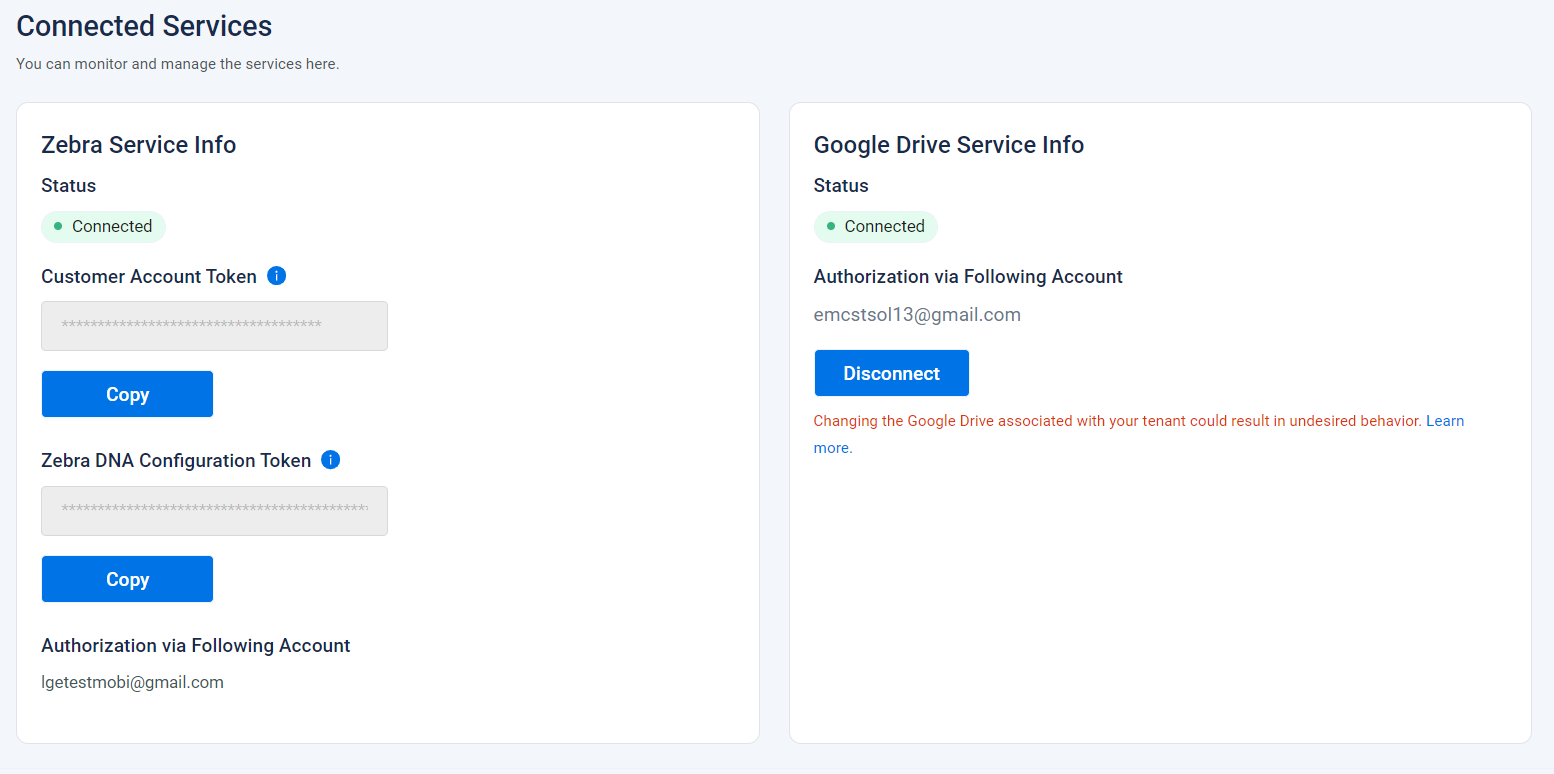 Connected Services
You can monitor and manage the services here.
Zebra Service Info
Status
Connected
Customer Account Token
************************************
Copy
Zebra DNA Configuration Token
*******************************************
Copy
Authorization via Following Account
lgetestmobi@gmail.com
Google Drive Service Info
Status
Connected
Authorization via Following Account
emcstsol13@gmail.com
Disconnect
Changing the Google Drive associated with your tenant could result in undesired behavior. Learn
more.